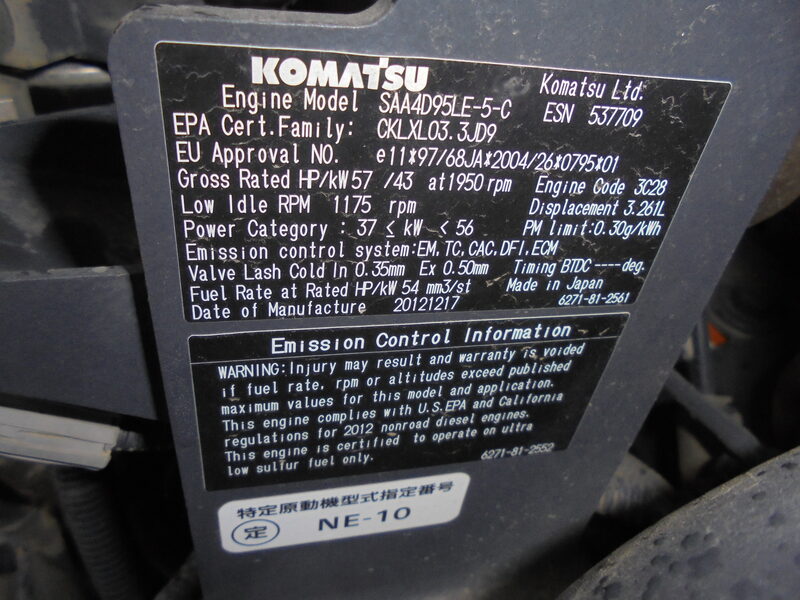 KOMATSU
Komatsu Ltd.
Engine Model SAA4D95LE-5-C ESN 537709
EPA Cert.Family: CKLXL03.3JD9
EU Approval NO. e11*97/68JA*2004/26*0795*01
Gross Rated HP/kW 57 /43 at1950 rpm Engine Code 3C28
Low Idle RPM 1175 rpm Displacement 3.261L
Power Category : 37 ≤ kW < 56 PM limit:0.30g/kWh
Emission control system:EM,TC,CAC,DFI,ECM
Valve Lash Cold In 0.35mm Ex 0.50mm Timing BTDC ----deg.
Fuel Rate at Rated HP/kW 54 mm3/st Made in Japan
Date of Manufacture 20121217 6271-81-2561
Emission Control Information
WARNING:Injury may result and warranty is voided
if fuel rate, rpm or altitudes exceed published
maximum values for this model and application.
This engine complies with U.S.EPA and California
regulations for 2012 nonroad diesel engines.
This engine is certified to operate on ultra
low sulfur fuel only. 6271-81-2552
特定原動機型式指定番号
定 NE-10